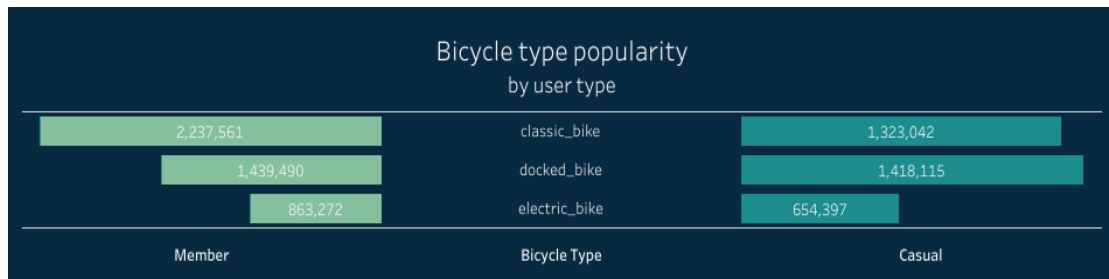 Bicycle type popularity
by user type
2,237,561 classic_bike 1,323,042
1,439,490 docked_bike 1,418,115
863,272 electric_bike 654,397
Member Bicycle Type Casual